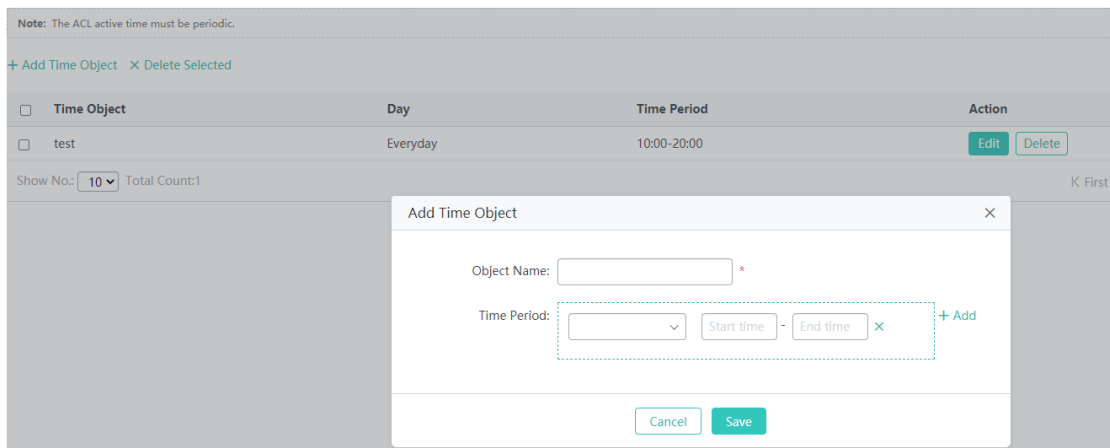 Note: The ACL active time must be periodic.
+ Add Time Object × Delete Selected
Time Object Day Time Period Action
test Everyday 10:00-20:00 Edit Delete
Show No.: 10 Total Count:1 First
Add Time Object ×
Object Name: *
Time Period: Start time - End time × + Add
Cancel Save